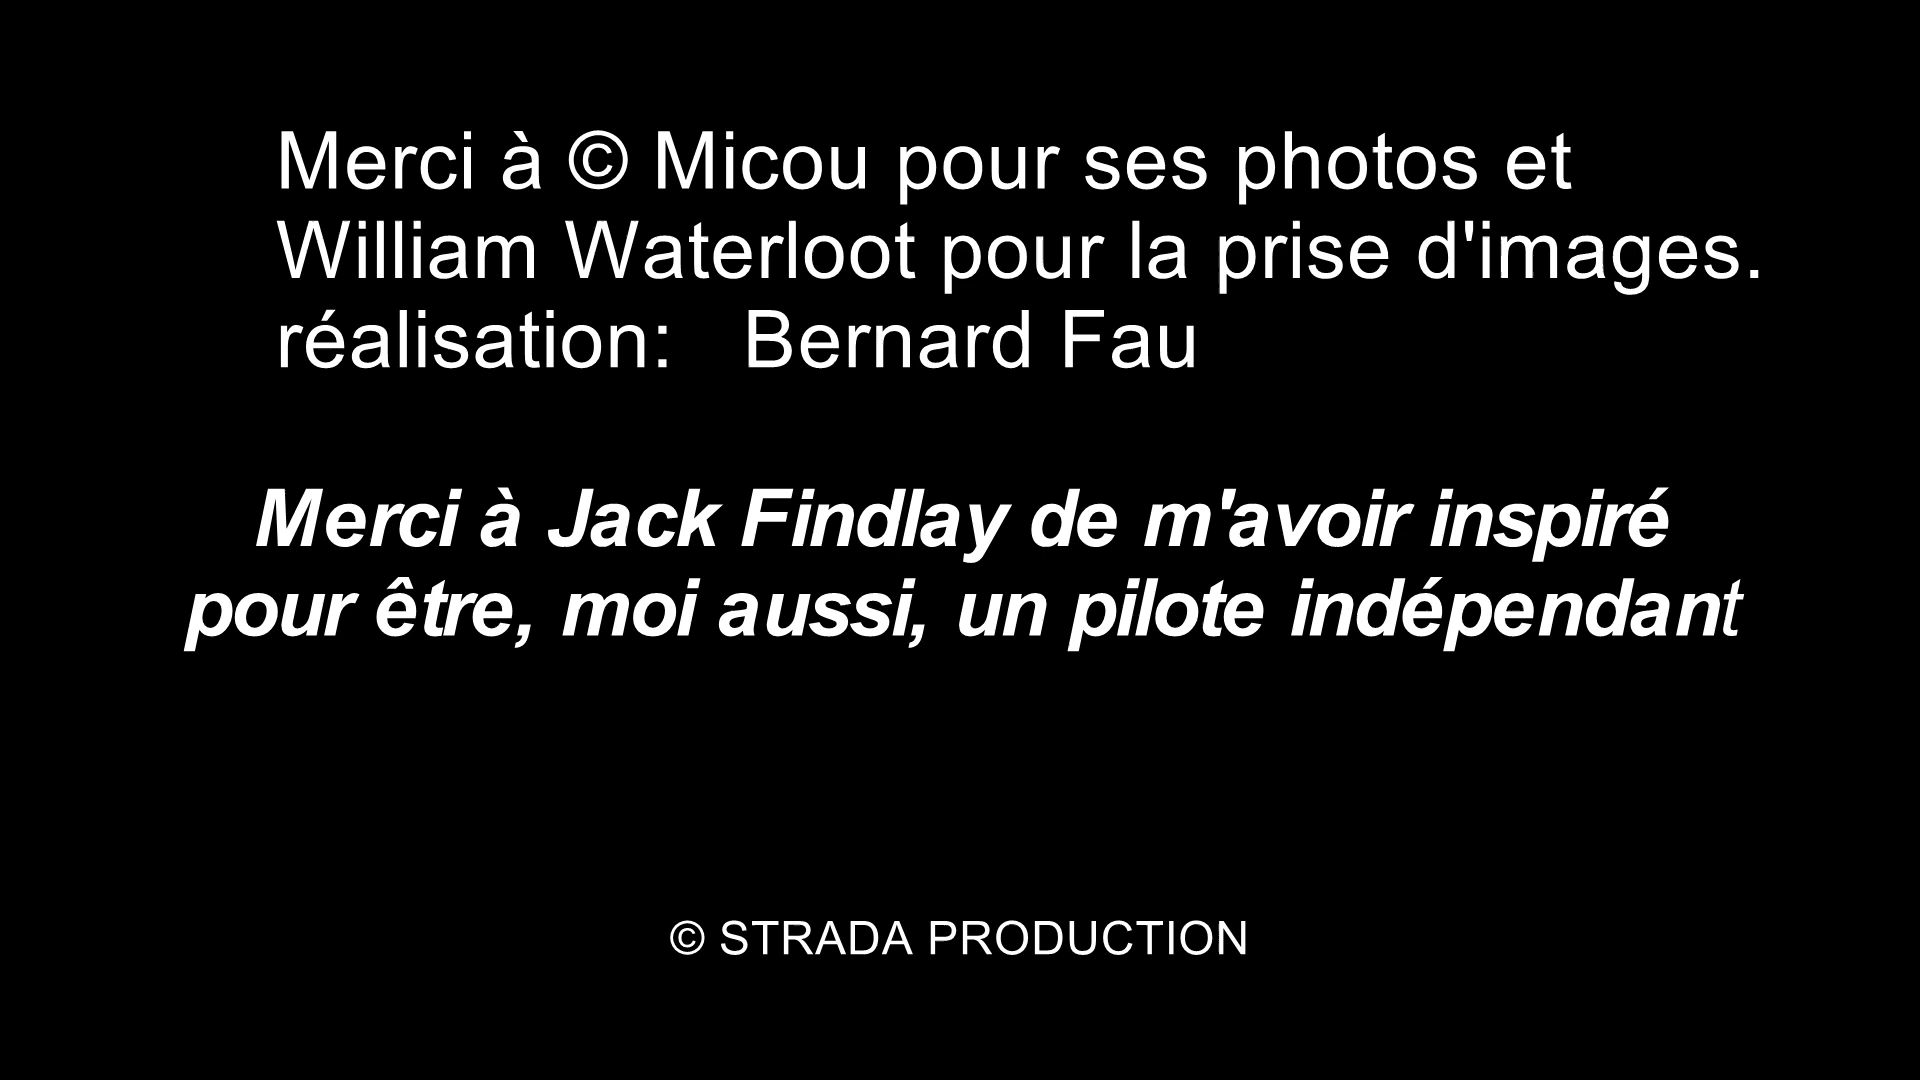 Merci à © Micou pour ses photos et
William Waterloot pour la prise d'images.
réalisation: Bernard Fau
Merci à Jack Findlay de m'avoir inspiré
pour être, moi aussi, un pilote indépendant
© STRADA PRODUCTION